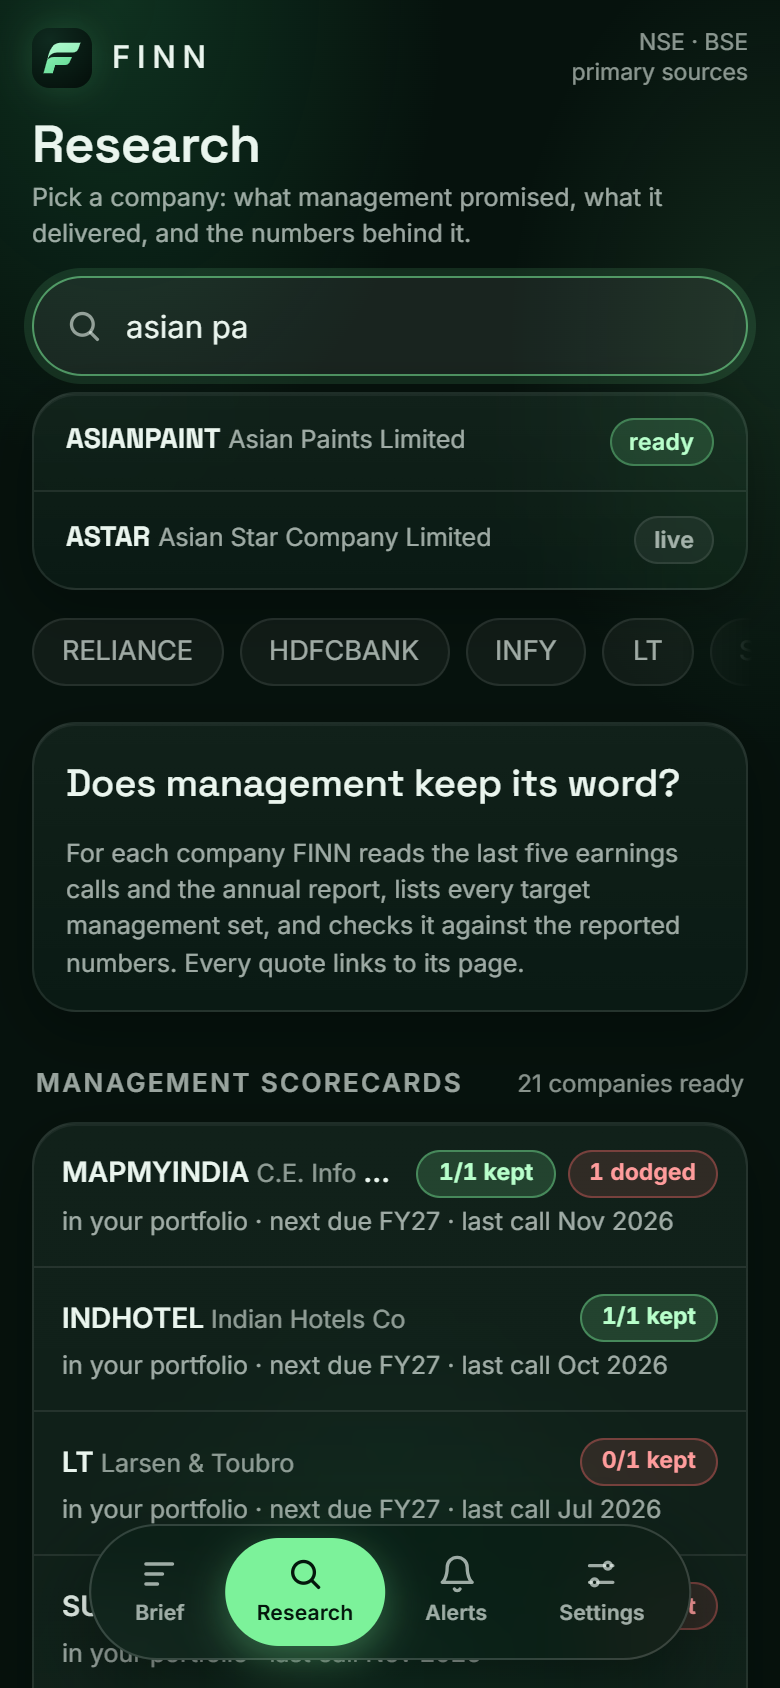 FINN
NSE · BSE
primary sources
Research
Pick a company: what management promised, what it
delivered, and the numbers behind it.
asian pa
ASIANPAINT Asian Paints Limited ready
ASTAR Asian Star Company Limited live
RELIANCE HDFCBANK INFY LT
Does management keep its word?
For each company FINN reads the last five earnings
calls and the annual report, lists every target
management set, and checks it against the reported
numbers. Every quote links to its page.
MANAGEMENT SCORECARDS 21 companies ready
MAPMYINDIA C.E. Info ... 1/1 kept 1 dodged
in your portfolio · next due FY27 · last call Nov 2026
INDHOTEL Indian Hotels Co 1/1 kept
in your portfolio · next due FY27 · last call Oct 2026
LT Larsen & Toubro 0/1 kept
in your portfolio · next due FY27 · last call Jul 2026
Brief Research Alerts Settings